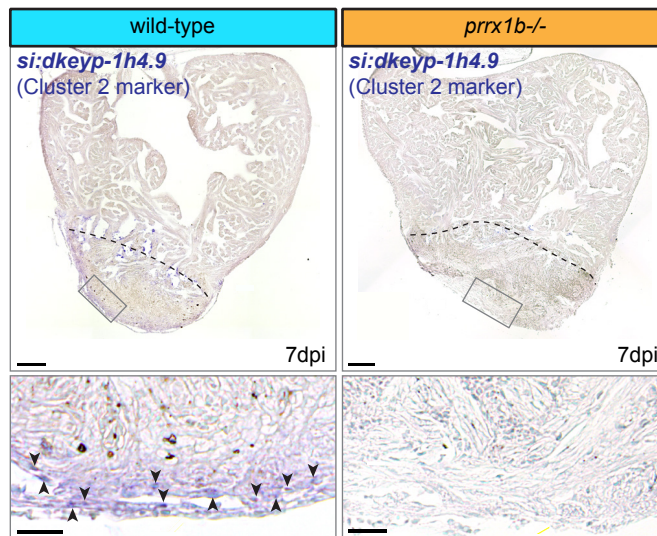 wild-type
prrx1b-/-
si:dkeyp-1h4.9
(Cluster 2 marker)
si:dkeyp-1h4.9
(Cluster 2 marker)
7dpi
7dpi